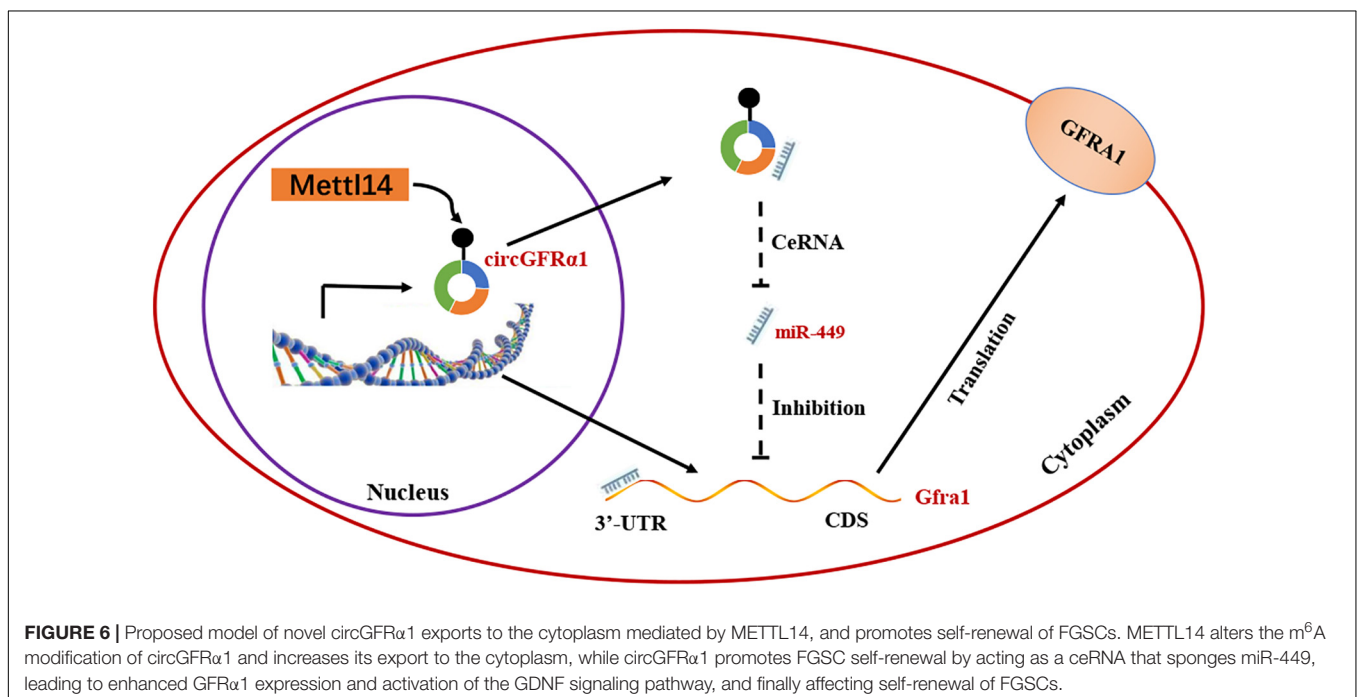 Mettl14
circGFRα1
Nucleus
CeRNA
miR-449
Inhibition
3’-UTR
CDS
Gfra1
Translation
GFRA1
Cytoplasm
FIGURE 6 | Proposed model of novel circGFRα1 exports to the cytoplasm mediated by METTL14, and promotes self-renewal of FGSCs. METTL14 alters the m⁶A
modification of circGFRα1 and increases its export to the cytoplasm, while circGFRα1 promotes FGSC self-renewal by acting as a ceRNA that sponges miR-449,
leading to enhanced GFRα1 expression and activation of the GDNF signaling pathway, and finally affecting self-renewal of FGSCs.